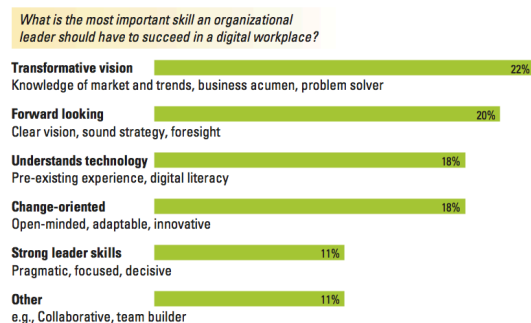 What is the most important skill an organizational
leader should have to succeed in a digital workplace?
Transformative vision 22%
Knowledge of market and trends, business acumen, problem solver
Forward looking 20%
Clear vision, sound strategy, foresight
Understands technology 18%
Pre-existing experience, digital literacy
Change-oriented 18%
Open-minded, adaptable, innovative
Strong leader skills 11%
Pragmatic, focused, decisive
Other 11%
e.g., Collaborative, team builder